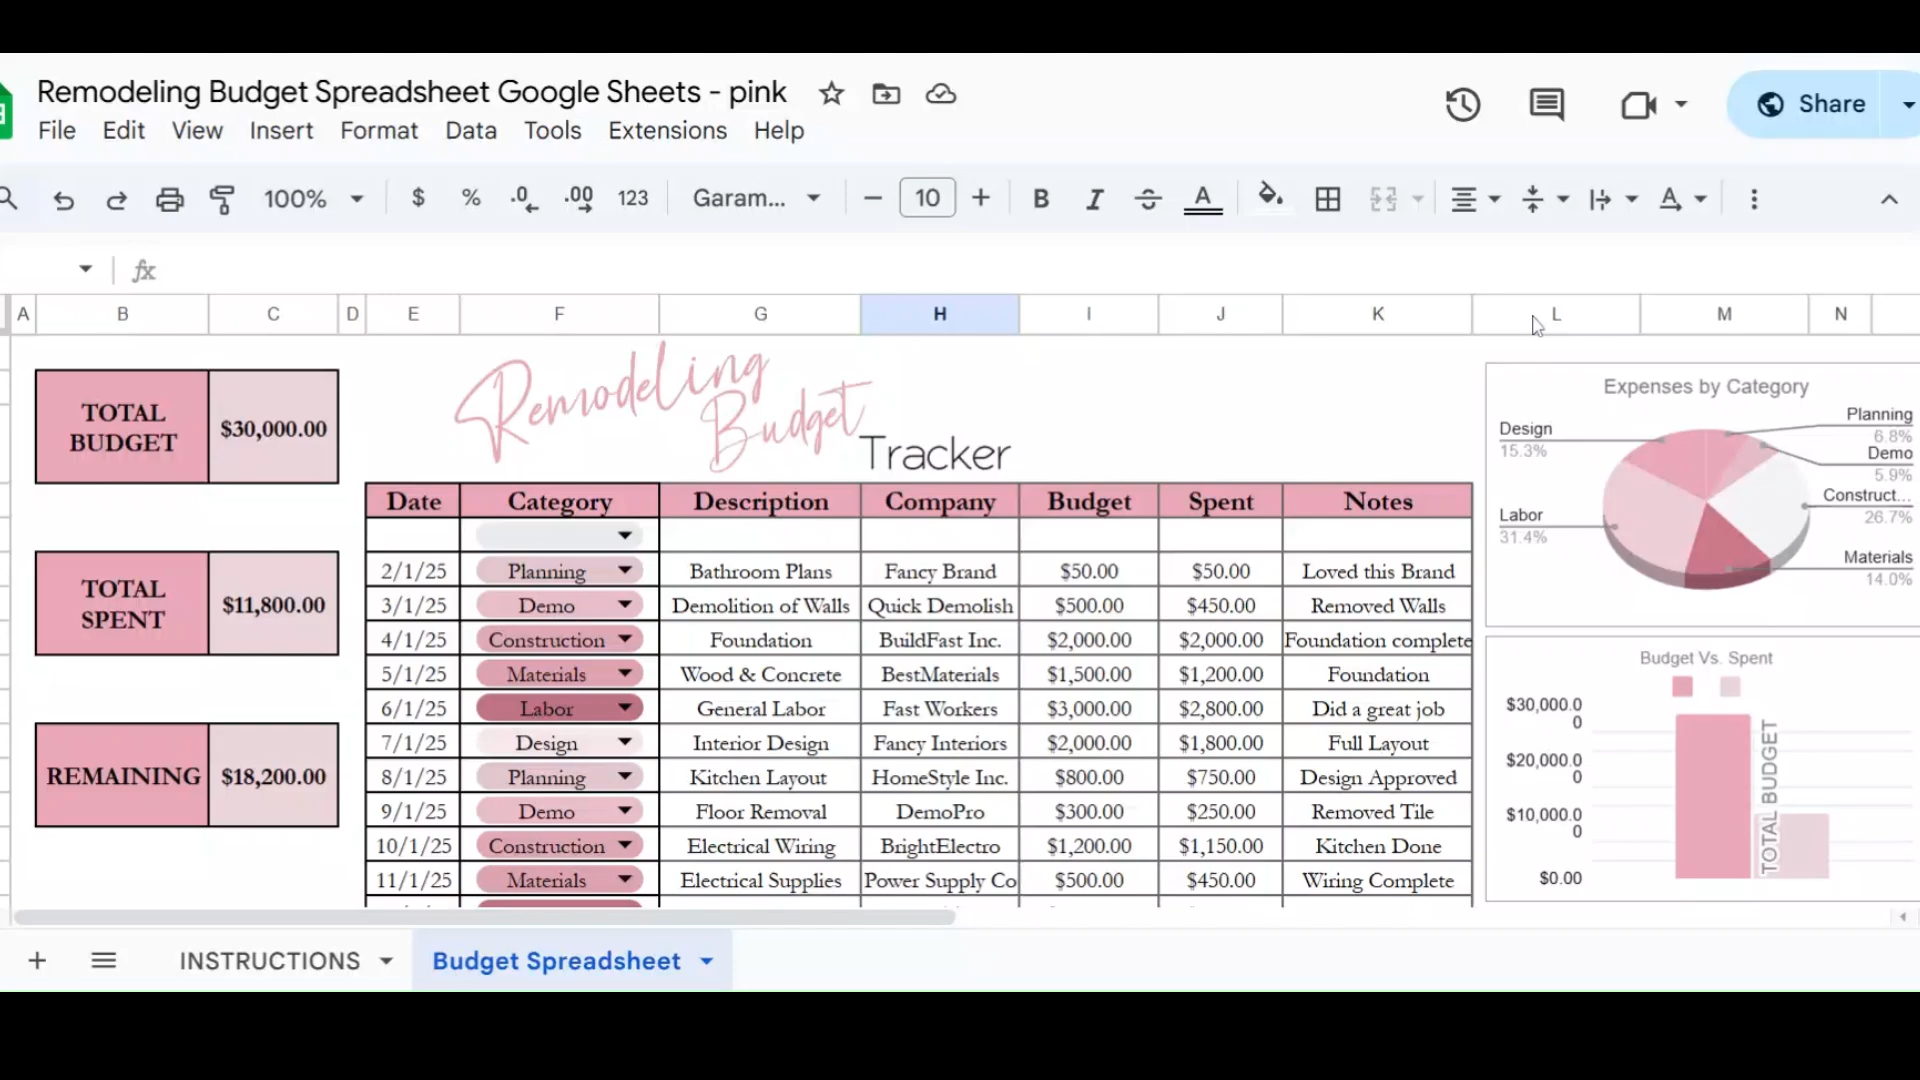 Remodeling Budget Spreadsheet Google Sheets - pink
File Edit View Insert Format Data Tools Extensions Help
Share
100% $ % .0 .00 123 Garam... 10 B I A
fx
A B C D E F G H I J K L M N
Remodeling
Budget
Tracker
TOTAL BUDGET $30,000.00
TOTAL SPENT $11,800.00
REMAINING $18,200.00
Date Category Description Company Budget Spent Notes
2/1/25 Planning Bathroom Plans Fancy Brand $50.00 $50.00 Loved this Brand
3/1/25 Demo Demolition of Walls Quick Demolish $500.00 $450.00 Removed Walls
4/1/25 Construction Foundation BuildFast Inc. $2,000.00 $2,000.00 Foundation complete
5/1/25 Materials Wood & Concrete BestMaterials $1,500.00 $1,200.00 Foundation
6/1/25 Labor General Labor Fast Workers $3,000.00 $2,800.00 Did a great job
7/1/25 Design Interior Design Fancy Interiors $2,000.00 $1,800.00 Full Layout
8/1/25 Planning Kitchen Layout HomeStyle Inc. $800.00 $750.00 Design Approved
9/1/25 Demo Floor Removal DemoPro $300.00 $250.00 Removed Tile
10/1/25 Construction Electrical Wiring BrightElectro $1,200.00 $1,150.00 Kitchen Done
11/1/25 Materials Electrical Supplies Power Supply Co $500.00 $450.00 Wiring Complete
Expenses by Category
Design
15.3%
Labor
31.4%
Planning
6.8%
Demo
5.9%
Construct...
26.7%
Materials
14.0%
Budget Vs. Spent
$30,000.0
0
$20,000.0
0
$10,000.0
0
$0.00
TOTAL BUDGET
INSTRUCTIONS Budget Spreadsheet